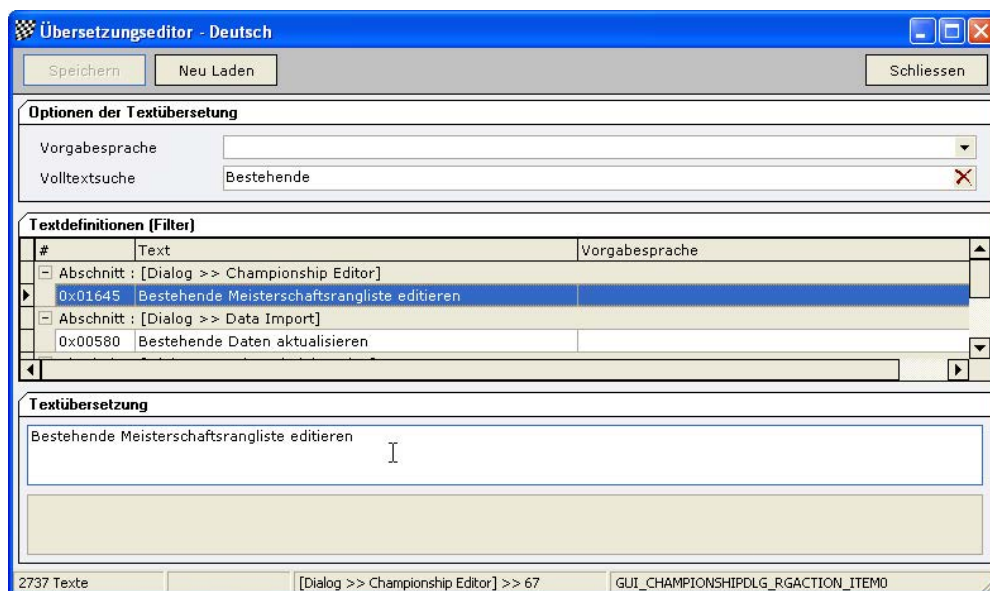 Übersetzungseditor - Deutsch
Speichern Neu Laden Schliessen
Optionen der Textübersetung
Vorgabesprache
Volltextsuche Bestehende
Textdefinitionen (Filter)
# Text Vorgabesprache
Abschnitt : [Dialog >> Championship Editor]
0x01645 Bestehende Meisterschaftsrangliste editieren
Abschnitt : [Dialog >> Data Import]
0x00580 Bestehende Daten aktualisieren
Textübersetzung
Bestehende Meisterschaftsrangliste editieren
2737 Texte [Dialog >> Championship Editor] >> 67 GUI_CHAMPIONSHIPDLG_RGACTION_ITEM0